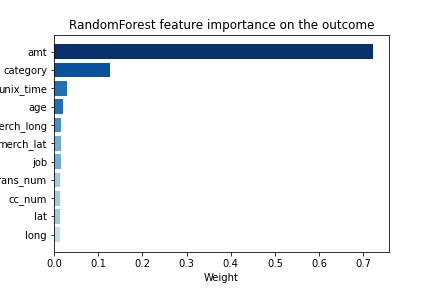 RandomForest feature importance on the outcome
amt
category
unix_time
age
erch_long
merch_lat
job
rans_num
cc_num
lat
long
0.0 0.1 0.2 0.3 0.4 0.5 0.6 0.7
Weight